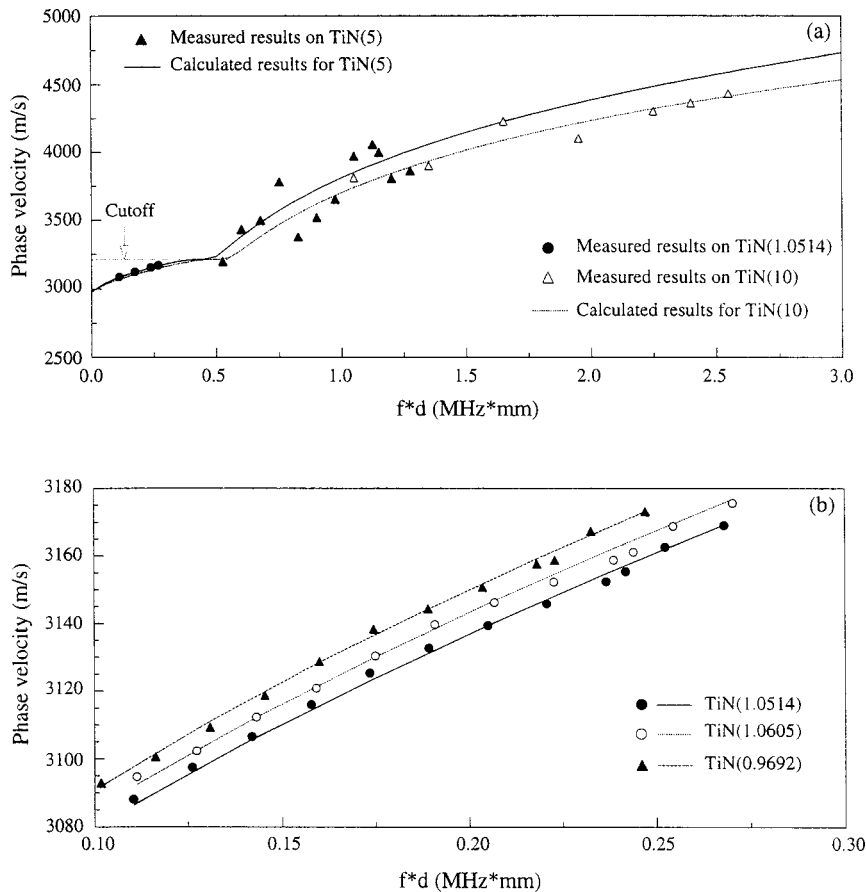 (a)
Measured results on TiN(5)
Calculated results for TiN(5)
Cutoff
Measured results on TiN(1.0514)
Measured results on TiN(10)
Calculated results for TiN(10)
Phase velocity (m/s)
5000
4500
4000
3500
3000
2500
0.0 0.5 1.0 1.5 2.0 2.5 3.0
f*d (MHz*mm)
(b)
TiN(1.0514)
TiN(1.0605)
TiN(0.9692)
Phase velocity (m/s)
3180
3160
3140
3120
3100
3080
0.10 0.15 0.20 0.25 0.30
f*d (MHz*mm)